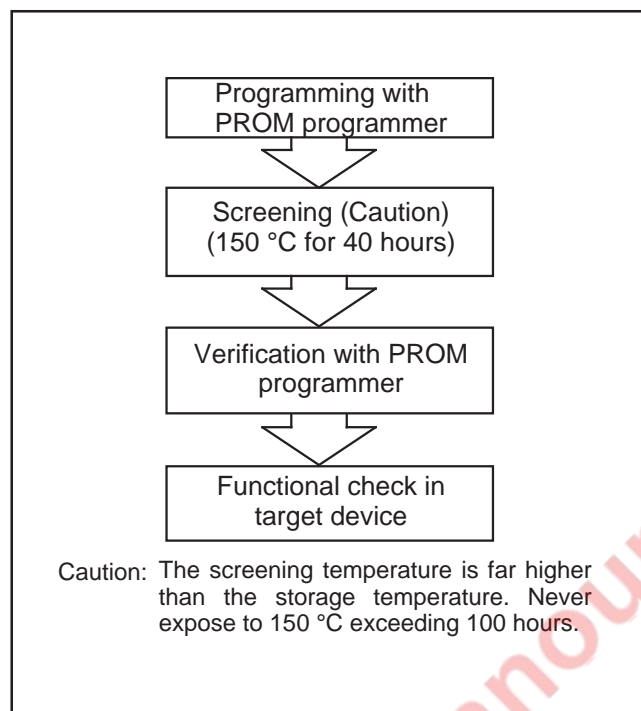 Programming with
PROM programmer
Screening (Caution)
(150 °C for 40 hours)
Verification with PROM
programmer
Functional check in
target device
Caution: The screening temperature is far higher
than the storage temperature. Never
expose to 150 °C exceeding 100 hours.